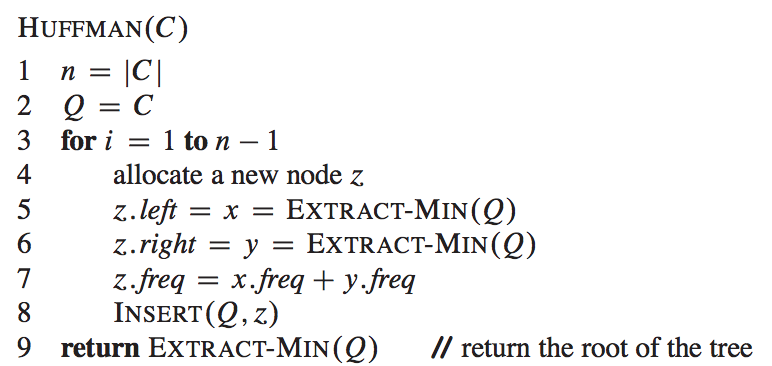 HUFFMAN(C)
1 n = |C|
2 Q = C
3 for i = 1 to n − 1
4 allocate a new node z
5 z.left = x = EXTRACT-MIN(Q)
6 z.right = y = EXTRACT-MIN(Q)
7 z.freq = x.freq + y.freq
8 INSERT(Q, z)
9 return EXTRACT-MIN(Q) // return the root of the tree